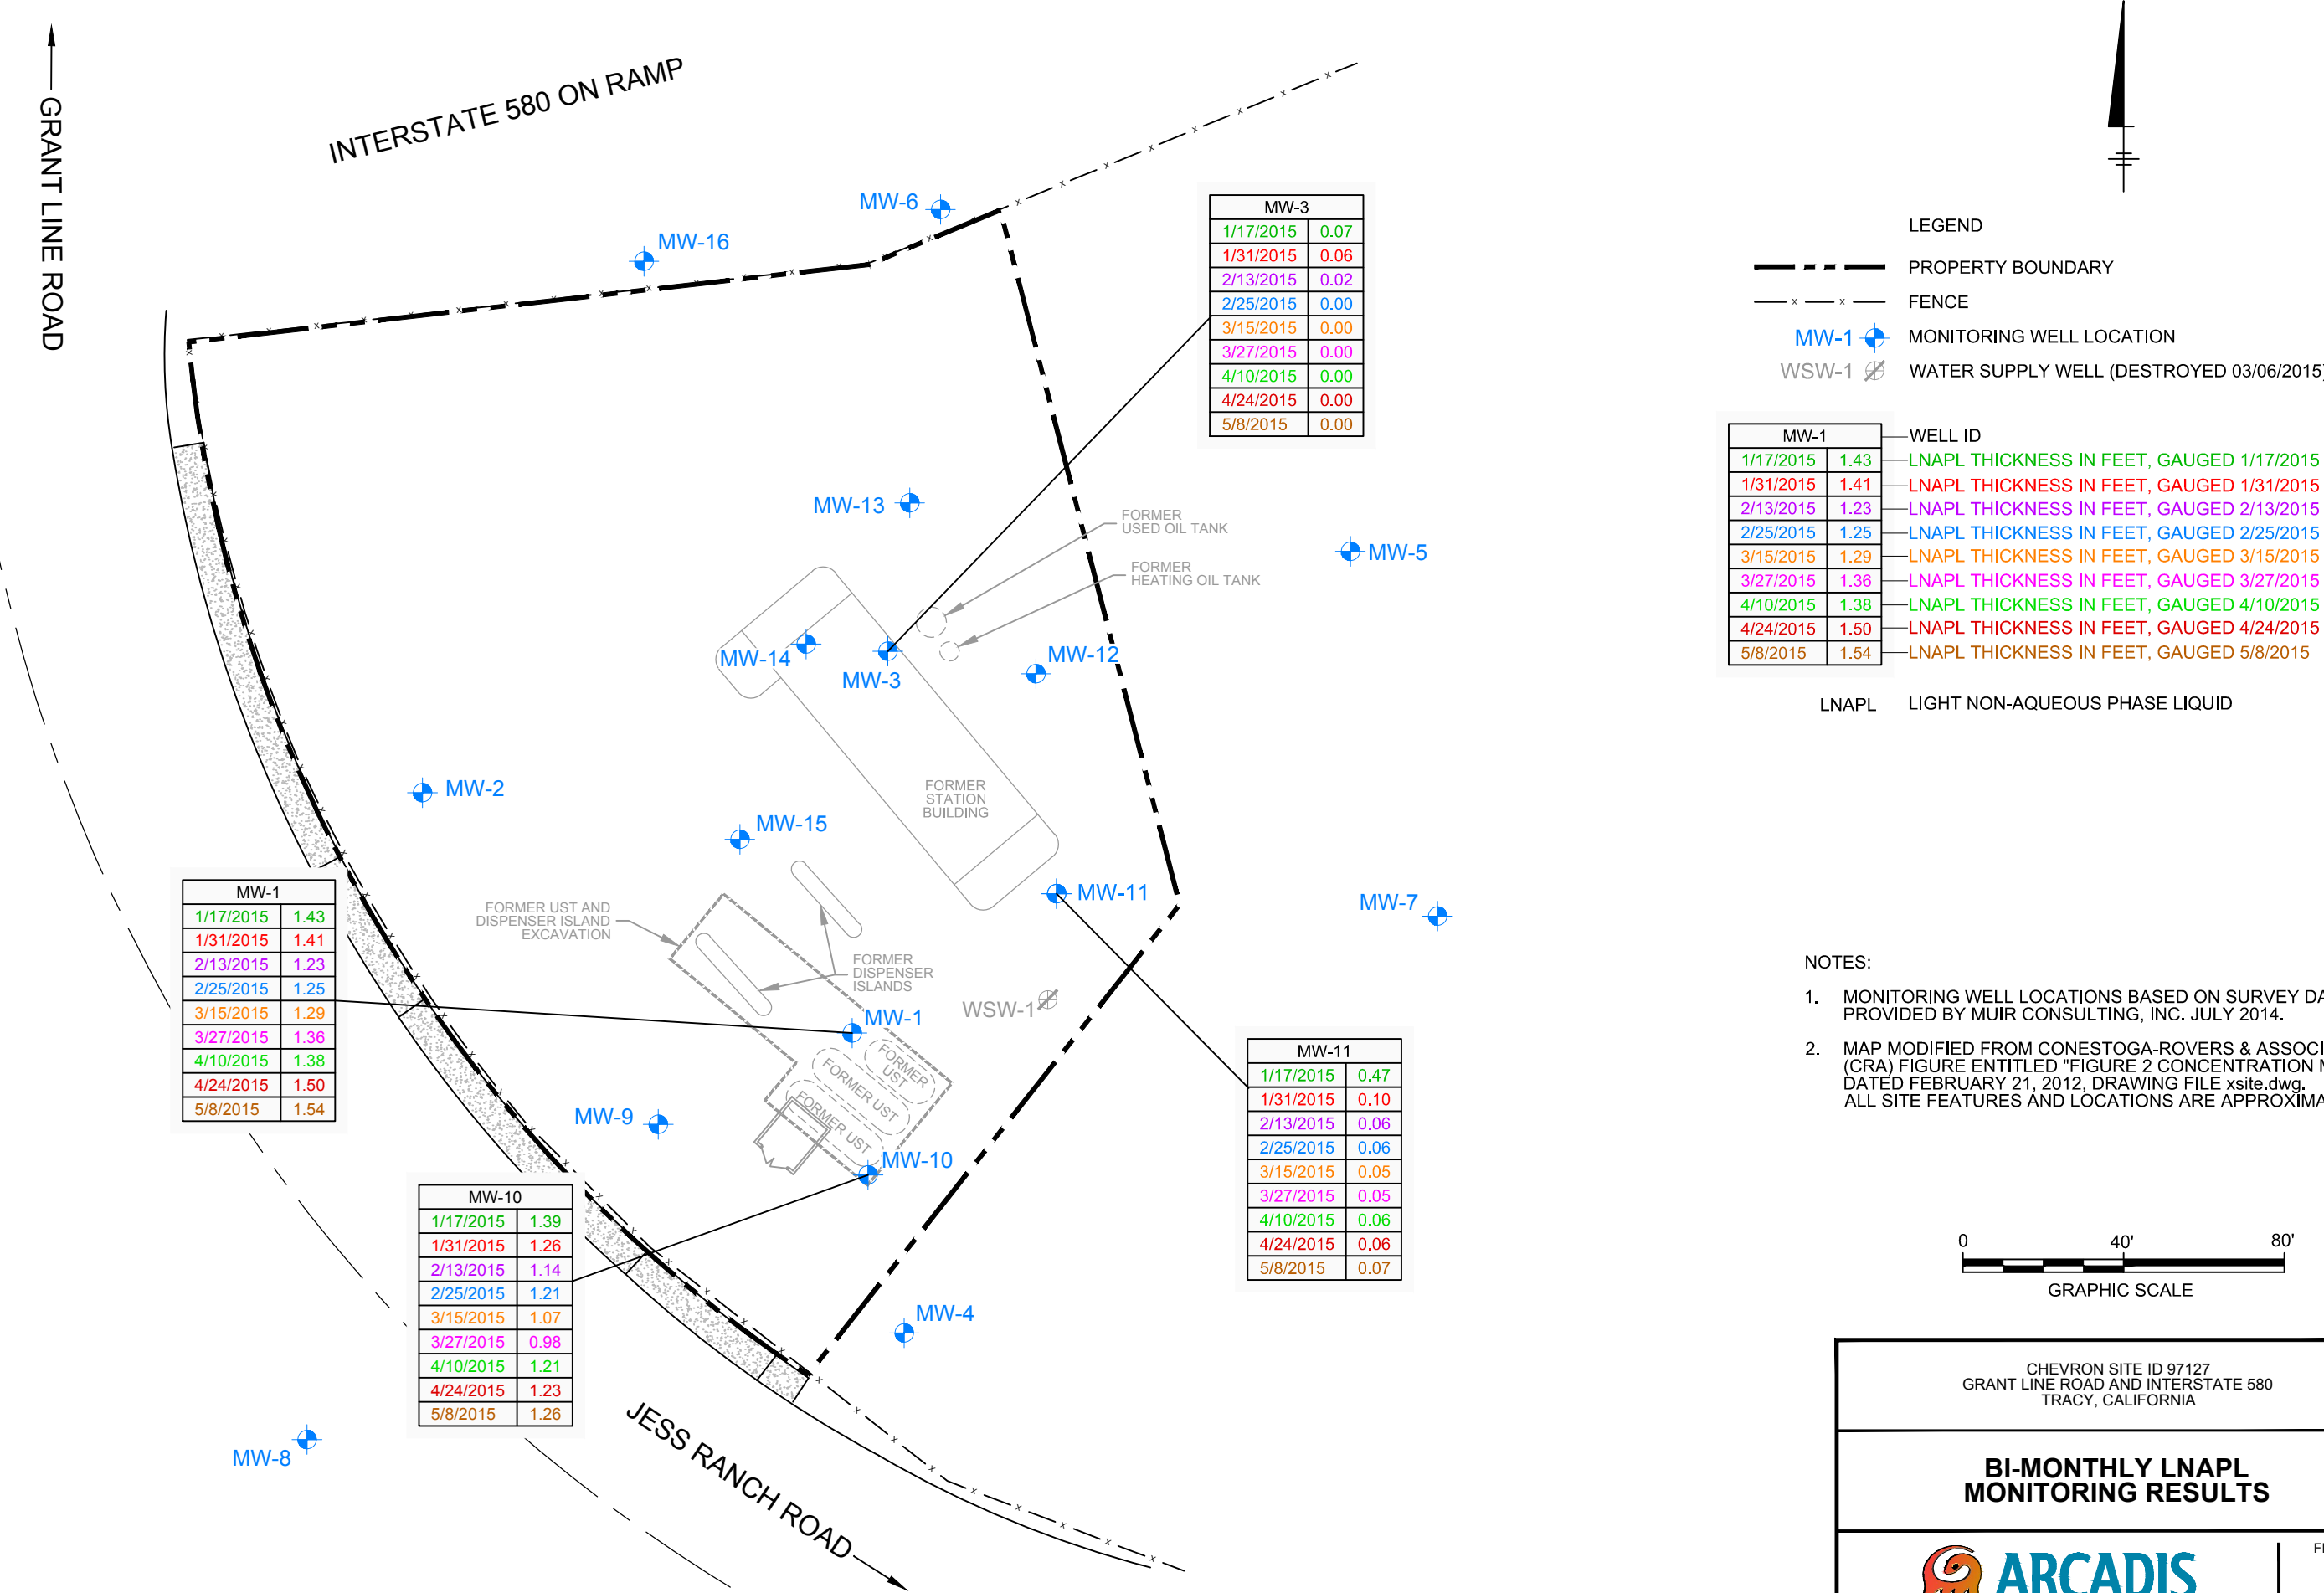 GRANT LINE ROAD
INTERSTATE 580 ON RAMP
MW-6
MW-16
MW-3
1/17/2015 0.07
1/31/2015 0.06
2/13/2015 0.02
2/25/2015 0.00
3/15/2015 0.00
3/27/2015 0.00
4/10/2015 0.00
4/24/2015 0.00
5/8/2015 0.00
MW-13
FORMER
USED OIL TANK
FORMER
HEATING OIL TANK
MW-5
MW-14
MW-3
MW-12
FORMER
STATION
BUILDING
MW-2
MW-15
MW-11
MW-7
FORMER UST AND
DISPENSER ISLAND
EXCAVATION
FORMER
DISPENSER
ISLANDS
WSW-1
MW-1
1/17/2015 1.43
1/31/2015 1.41
2/13/2015 1.23
2/25/2015 1.25
3/15/2015 1.29
3/27/2015 1.36
4/10/2015 1.38
4/24/2015 1.50
5/8/2015 1.54
MW-1
FORMER
UST
FORMER UST
FORMER UST
MW-9
MW-10
MW-11
1/17/2015 0.47
1/31/2015 0.10
2/13/2015 0.06
2/25/2015 0.06
3/15/2015 0.05
3/27/2015 0.05
4/10/2015 0.06
4/24/2015 0.06
5/8/2015 0.07
MW-10
1/17/2015 1.39
1/31/2015 1.26
2/13/2015 1.14
2/25/2015 1.21
3/15/2015 1.07
3/27/2015 0.98
4/10/2015 1.21
4/24/2015 1.23
5/8/2015 1.26
MW-4
MW-8
JESS RANCH ROAD
LEGEND
PROPERTY BOUNDARY
FENCE
MW-1 MONITORING WELL LOCATION
WSW-1 WATER SUPPLY WELL (DESTROYED 03/06/2015)
MW-1 WELL ID
1/17/2015 1.43 LNAPL THICKNESS IN FEET, GAUGED 1/17/2015
1/31/2015 1.41 LNAPL THICKNESS IN FEET, GAUGED 1/31/2015
2/13/2015 1.23 LNAPL THICKNESS IN FEET, GAUGED 2/13/2015
2/25/2015 1.25 LNAPL THICKNESS IN FEET, GAUGED 2/25/2015
3/15/2015 1.29 LNAPL THICKNESS IN FEET, GAUGED 3/15/2015
3/27/2015 1.36 LNAPL THICKNESS IN FEET, GAUGED 3/27/2015
4/10/2015 1.38 LNAPL THICKNESS IN FEET, GAUGED 4/10/2015
4/24/2015 1.50 LNAPL THICKNESS IN FEET, GAUGED 4/24/2015
5/8/2015 1.54 LNAPL THICKNESS IN FEET, GAUGED 5/8/2015
LNAPL LIGHT NON-AQUEOUS PHASE LIQUID
NOTES:
1. MONITORING WELL LOCATIONS BASED ON SURVEY
PROVIDED BY MUIR CONSULTING, INC. JULY 2014.
2. MAP MODIFIED FROM CONESTOGA-ROVERS &
(CRA) FIGURE ENTITLED "FIGURE 2 CONCENTRATION
DATED FEBRUARY 21, 2012, DRAWING FILE xsite.dwg.
ALL SITE FEATURES AND LOCATIONS ARE
0 40' 80'
GRAPHIC SCALE
CHEVRON SITE ID 97127
GRANT LINE ROAD AND INTERSTATE 580
TRACY, CALIFORNIA
BI-MONTHLY LNAPL
MONITORING RESULTS
ARCADIS